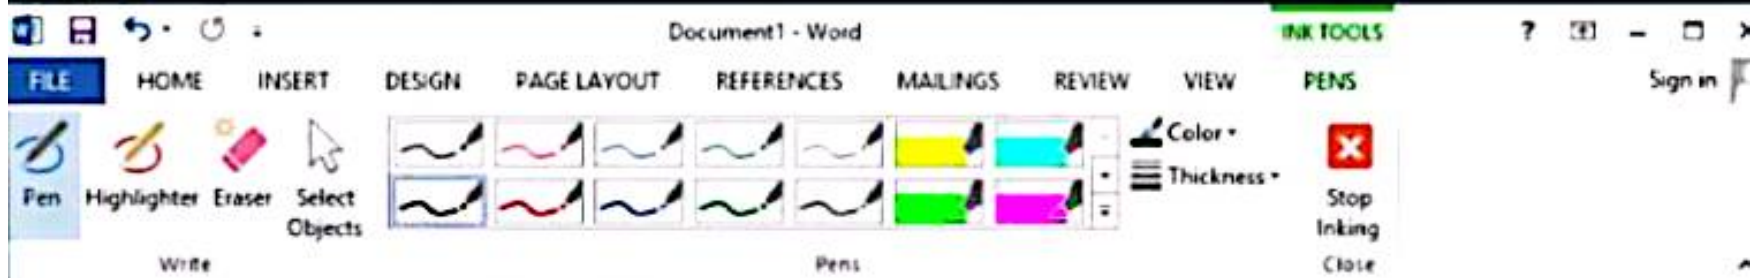 Document1 - Word
INK TOOLS
?
FILE HOME INSERT DESIGN PAGE LAYOUT REFERENCES MAILINGS REVIEW VIEW PENS Sign in
Color
Thickness
Pen Highlighter Eraser Select Objects
Stop Inking
Write Pens Close